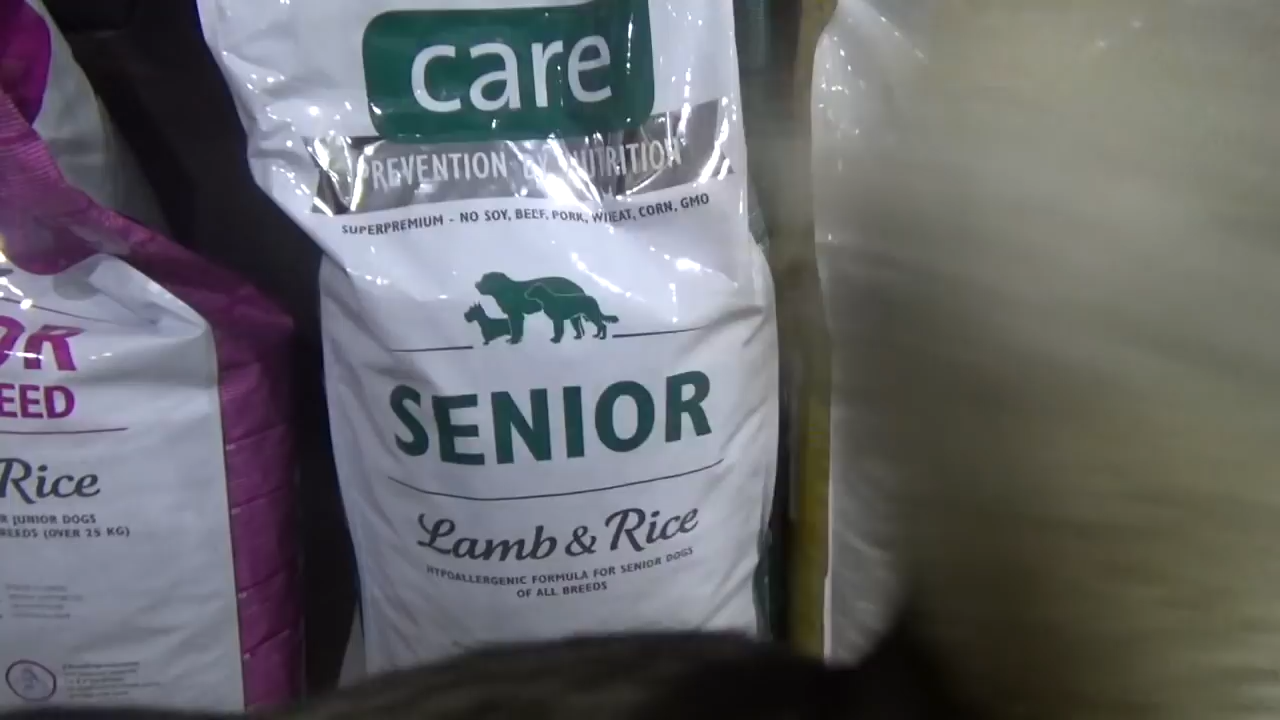 care
PREVENTION BY NUTRITION
SUPERPREMIUM - NO SOY, BEEF, PORK, WHEAT, CORN, GMO
SENIOR
Lamb & Rice
HYPOALLERGENIC FORMULA FOR SENIOR DOGS
OF ALL BREEDS
OR
EED
Rice
R JUNIOR DOGS
REEDS (OVER 25 KG)